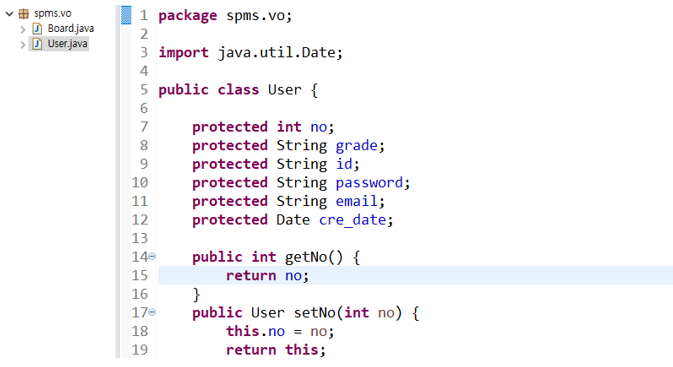 spms.vo
Board.java
User.java
1 package spms.vo;
2
3 import java.util.Date;
4
5 public class User {
6
7     protected int no;
8     protected String grade;
9     protected String id;
10     protected String password;
11     protected String email;
12     protected Date cre_date;
13
14     public int getNo() {
15         return no;
16     }
17     public User setNo(int no) {
18         this.no = no;
19         return this;